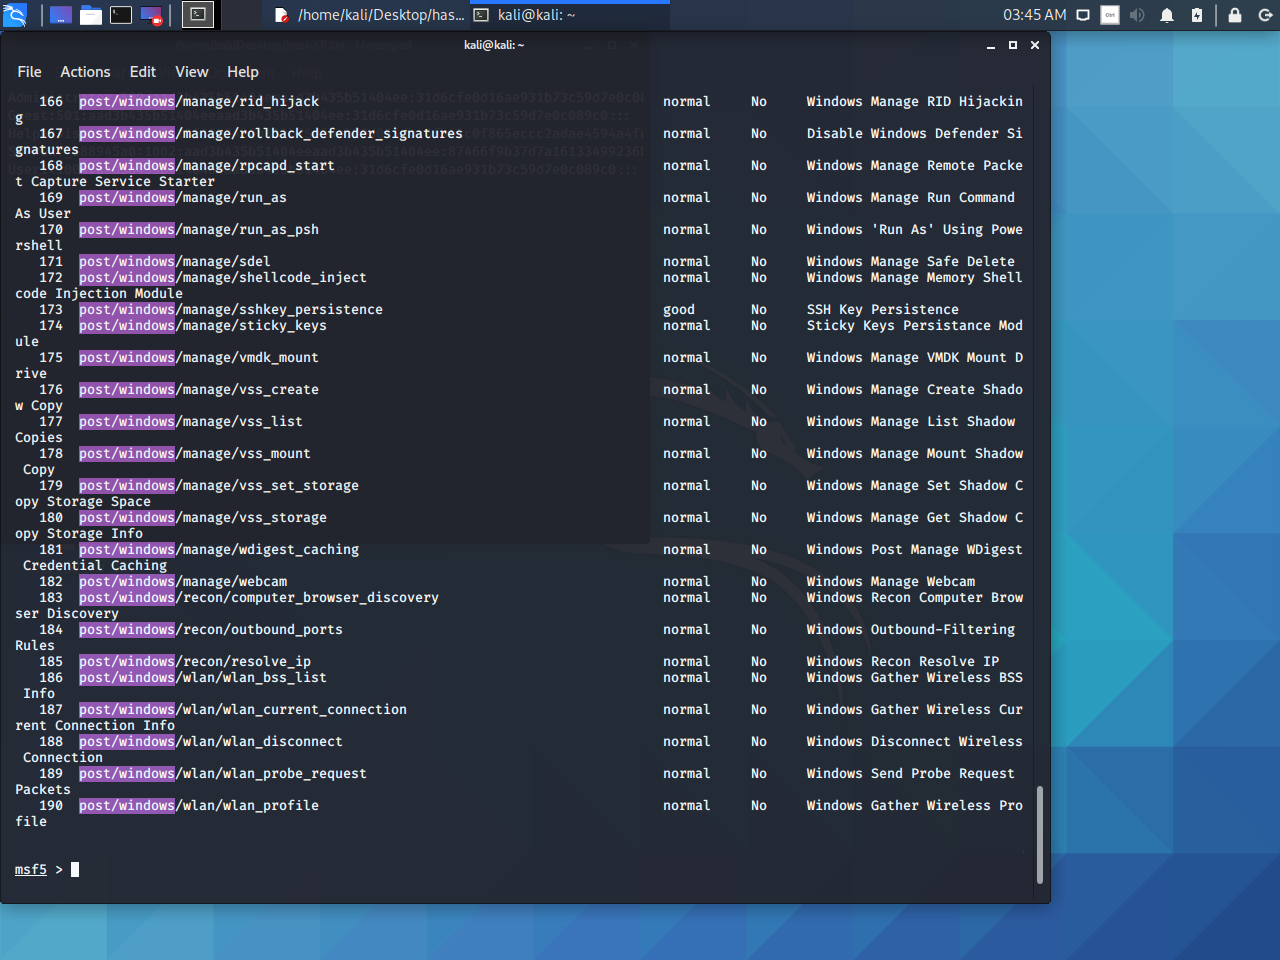 /home/kali/Desktop/has...
kali@kali: ~
03:45 AM
kali@kali: ~
File Actions Edit View Help
166 post/windows/manage/rid_hijack normal No Windows Manage RID Hijackin
g
167 post/windows/manage/rollback_defender_signatures normal No Disable Windows Defender Si
gnatures
168 post/windows/manage/rpcapd_start normal No Windows Manage Remote Packe
t Capture Service Starter
169 post/windows/manage/run_as normal No Windows Manage Run Command
As User
170 post/windows/manage/run_as_psh normal No Windows 'Run As' Using Powe
rshell
171 post/windows/manage/sdel normal No Windows Manage Safe Delete
172 post/windows/manage/shellcode_inject normal No Windows Manage Memory Shell
code Injection Module
173 post/windows/manage/sshkey_persistence good No SSH Key Persistence
174 post/windows/manage/sticky_keys normal No Sticky Keys Persistance Mod
ule
175 post/windows/manage/vmdk_mount normal No Windows Manage VMDK Mount D
rive
176 post/windows/manage/vss_create normal No Windows Manage Create Shado
w Copy
177 post/windows/manage/vss_list normal No Windows Manage List Shadow
Copies
178 post/windows/manage/vss_mount normal No Windows Manage Mount Shadow
Copy
179 post/windows/manage/vss_set_storage normal No Windows Manage Set Shadow C
opy Storage Space
180 post/windows/manage/vss_storage normal No Windows Manage Get Shadow C
opy Storage Info
181 post/windows/manage/wdigest_caching normal No Windows Post Manage WDigest
Credential Caching
182 post/windows/manage/webcam normal No Windows Manage Webcam
183 post/windows/recon/computer_browser_discovery normal No Windows Recon Computer Brow
ser Discovery
184 post/windows/recon/outbound_ports normal No Windows Outbound-Filtering
Rules
185 post/windows/recon/resolve_ip normal No Windows Recon Resolve IP
186 post/windows/wlan/wlan_bss_list normal No Windows Gather Wireless BSS
Info
187 post/windows/wlan/wlan_current_connection normal No Windows Gather Wireless Cur
rent Connection Info
188 post/windows/wlan/wlan_disconnect normal No Windows Disconnect Wireless
Connection
189 post/windows/wlan/wlan_probe_request normal No Windows Send Probe Request
Packets
190 post/windows/wlan/wlan_profile normal No Windows Gather Wireless Pro
file
msf5 >